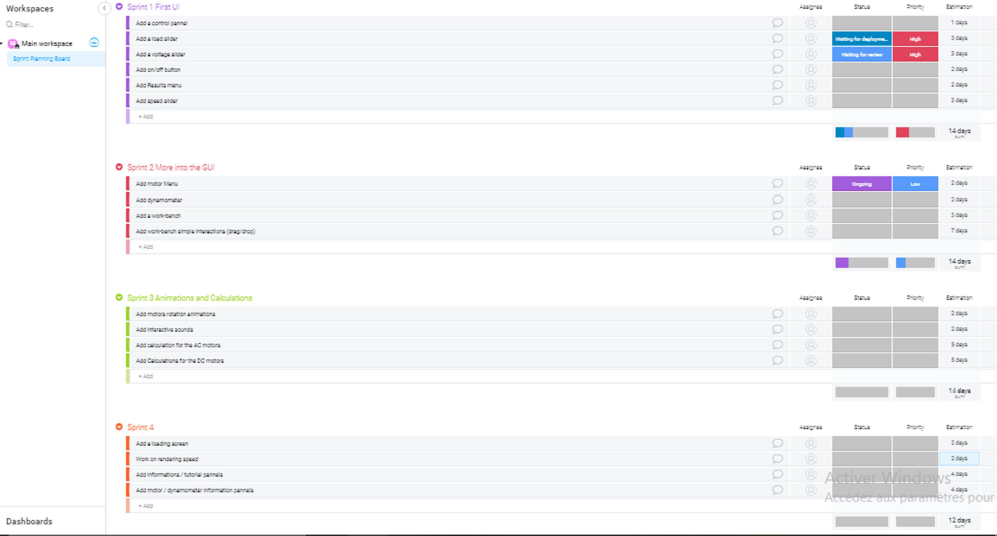 Workspaces
Filter...
Main workspace
Sprint Planning Board
Dashboards
Sprint 1 First UI Assignee Status Priority Estimation
Add a control pannel 1 days
Add a load slider Waiting for deployme... High 3 days
Add a voltage slider Waiting for review High 3 days
Add on/off button 2 days
Add Results menu 2 days
Add speed slider 3 days
+ Add
14 days
sum
Sprint 2 More into the GUI Assignee Status Priority Estimation
Add motor Menu Ongoing Low 2 days
Add dynamometer 2 days
Add a work-bench 3 days
Add work-bench simple interactions (drag/drop) 7 days
+ Add
14 days
sum
Sprint 3 Animations and Calculations Assignee Status Priority Estimation
Add motors rotation animations 2 days
Add interactive sounds 2 days
Add calculation for the AC motors 5 days
Add Calculations for the DC motors 5 days
+ Add
14 days
sum
Sprint 4 Assignee Status Priority Estimation
Add a loading screen 2 days
Work on rendering speed 2 days
Add informations / tutorial pannels 4 days
Add motor / dynamometer information pannels 4 days
+ Add
12 days
sum
Activer Windows
Accédez aux paramètres pour